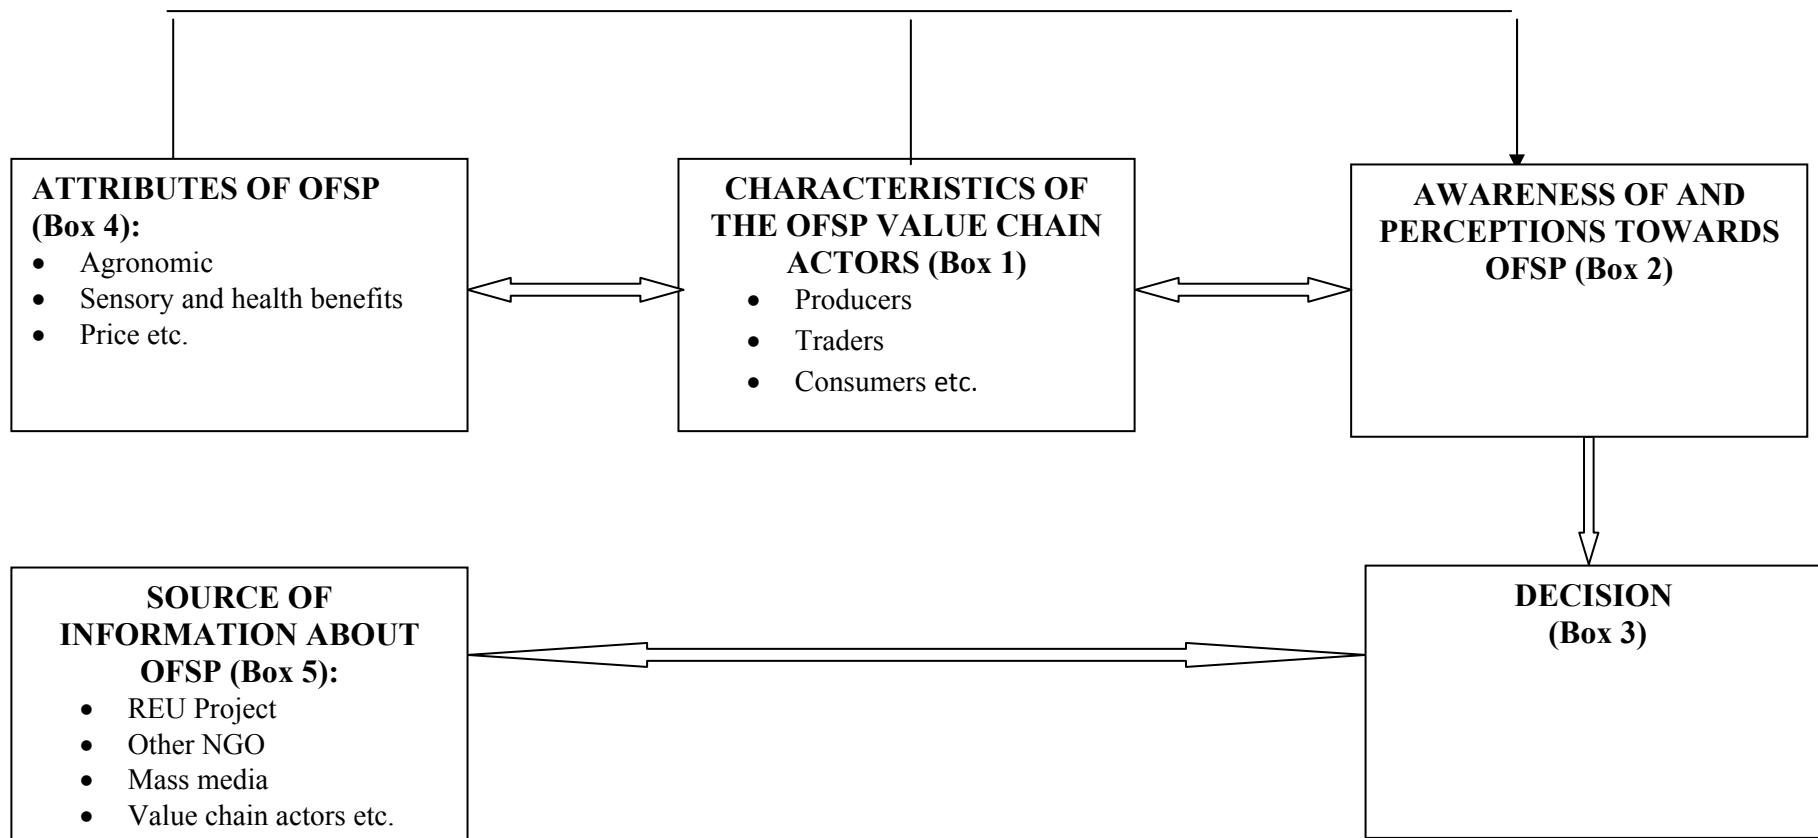 ATTRIBUTES OF OFSP
(Box 4):
• Agronomic
• Sensory and health benefits
• Price etc.
CHARACTERISTICS OF
THE OFSP VALUE CHAIN
ACTORS (Box 1)
• Producers
• Traders
• Consumers etc.
AWARENESS OF AND
PERCEPTIONS TOWARDS
OFSP (Box 2)
SOURCE OF
INFORMATION ABOUT
OFSP (Box 5):
• REU Project
• Other NGO
• Mass media
• Value chain actors etc.
DECISION
(Box 3)